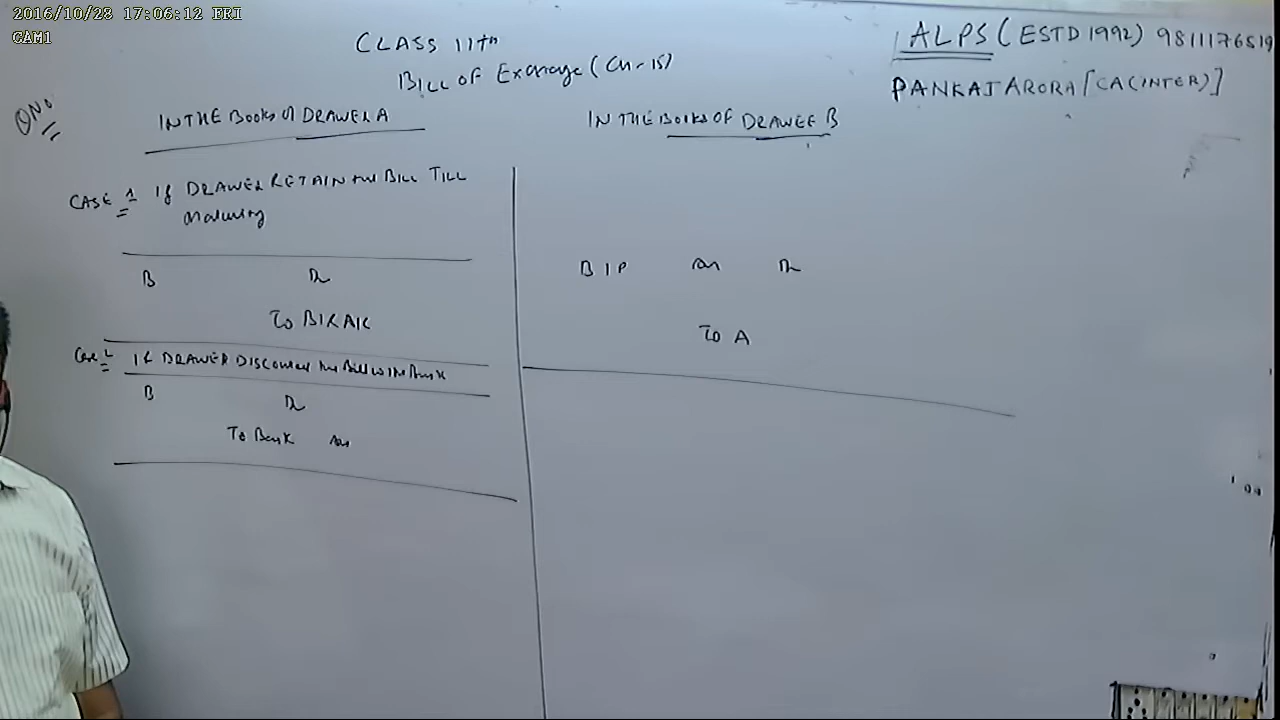 2016/10/28 17:06:12 FRI
CAM1
CLASS 11th
BILL OF Exchange (CH-15)
ALPS (ESTD 1992) 9811176519
PANKAJ ARORA [CA(INTER)]
IN THE Books Of DRAWER A
CASE 1 If DRAWER RETAIN the BILL TILL
Maturity
B Dr
To B/R A/C
Case 2 If DRAWER Discounted the Bill with Bank
B Dr
To Bank A/c
IN THE Books OF DRAWEE B
B/P A/c Dr
To A